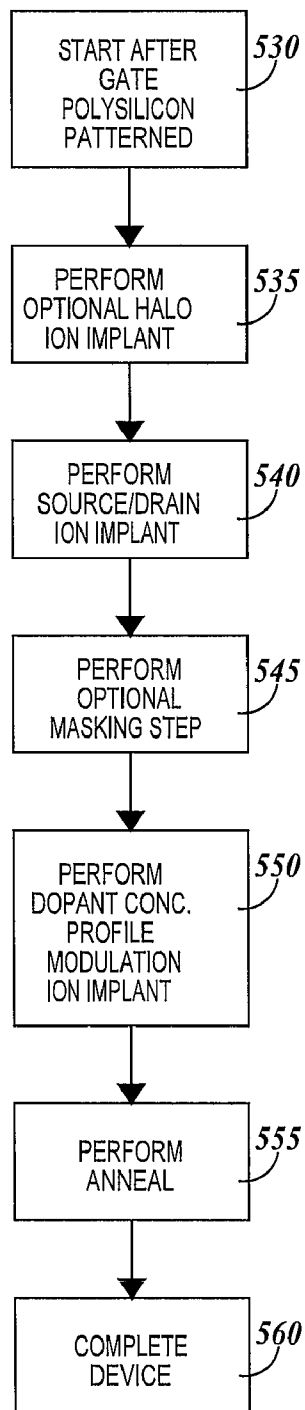 START AFTER
GATE
POLYSILICON
PATTERNED
530
PERFORM
OPTIONAL HALO
ION IMPLANT
535
PERFORM
SOURCE/DRAIN
ION IMPLANT
540
PERFORM
OPTIONAL
MASKING STEP
545
PERFORM
DOPANT CONC.
PROFILE
MODULATION
ION IMPLANT
550
PERFORM
ANNEAL
555
COMPLETE
DEVICE
560